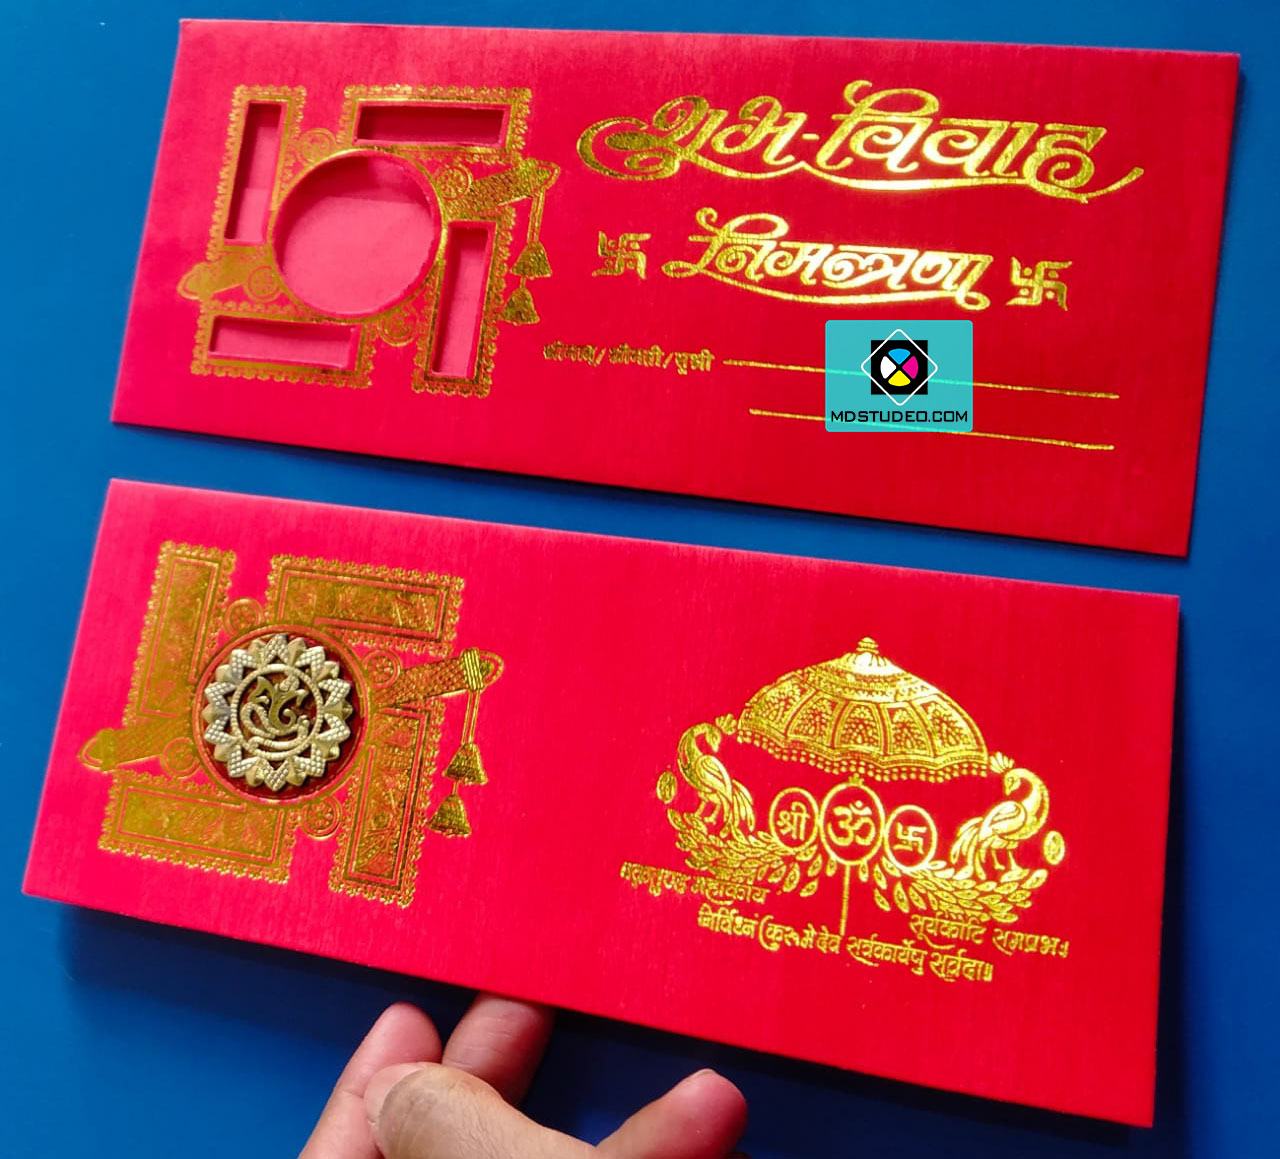 शुभ-विवाह
निमन्त्रण
श्रीमान्/श्रीमती/सुश्री
MDSTUDEO.COM
श्री ॐ
वक्रतुण्ड महाकाय
सूर्यकोटि समप्रभः।
निर्विघ्नं कुरूमे देव सर्वकार्येषु सर्वदा॥